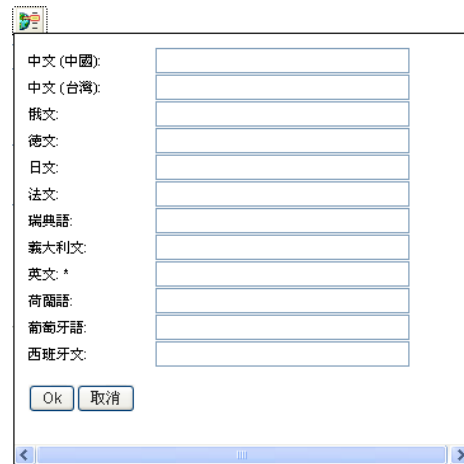 中文 (中國):
中文 (台灣):
俄文:
德文:
日文:
法文:
瑞典語:
義大利文:
英文: *
荷蘭語:
葡萄牙語:
西班牙文:
Ok 取消